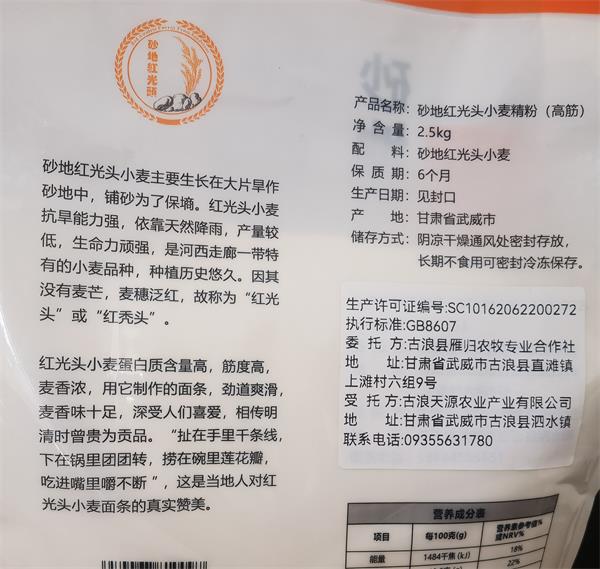 砂地红光头
砂地红光头小麦主要生长在大片旱作
砂地中，铺砂为了保墒。红光头小麦
抗旱能力强，依靠天然降雨，产量较
低，生命力顽强，是河西走廊一带特
有的小麦品种，种植历史悠久。因其
没有麦芒，麦穗泛红，故称为“红光
头”或“红秃头”。
红光头小麦蛋白质含量高，筋度高，
麦香浓，用它制作的面条，劲道爽滑，
麦香味十足，深受人们喜爱，相传明
清时曾贵为贡品。“扯在手里千条线，
下在锅里团团转，捞在碗里莲花瓣，
吃进嘴里嚼不断”，这是当地人对红
光头小麦面条的真实赞美。
砂
产品名称：砂地红光头小麦精粉（高筋）
净含量：2.5kg
配料：砂地红光头小麦
保质期：6个月
生产日期：见封口
产地：甘肃省武威市
储存方式：阴凉干燥通风处密封存放，
长期不食用可密封冷冻保存。
生产许可证编号:SC10162062200272
执行标准:GB8607
委托方:古浪县雁归农牧专业合作社
地址:甘肃省武威市古浪县直滩镇
上滩村六组9号
受托方:古浪天源农业产业有限公司
地址:甘肃省武威市古浪县泗水镇
联系电话:09355631780
营养成分表
项目 每100克(g) 营养素参考值%或NRV%
能量 1484千焦(kJ) 18%
22%